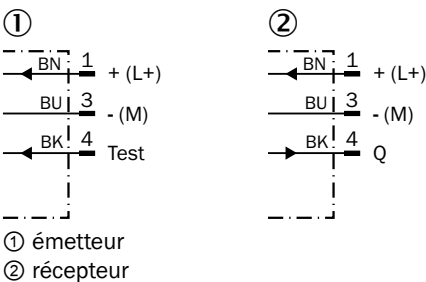 ① ②
BN 1 + (L+) BN 1 + (L+)
BU 3 - (M) BU 3 - (M)
BK 4 Test BK 4 Q
① émetteur
② récepteur